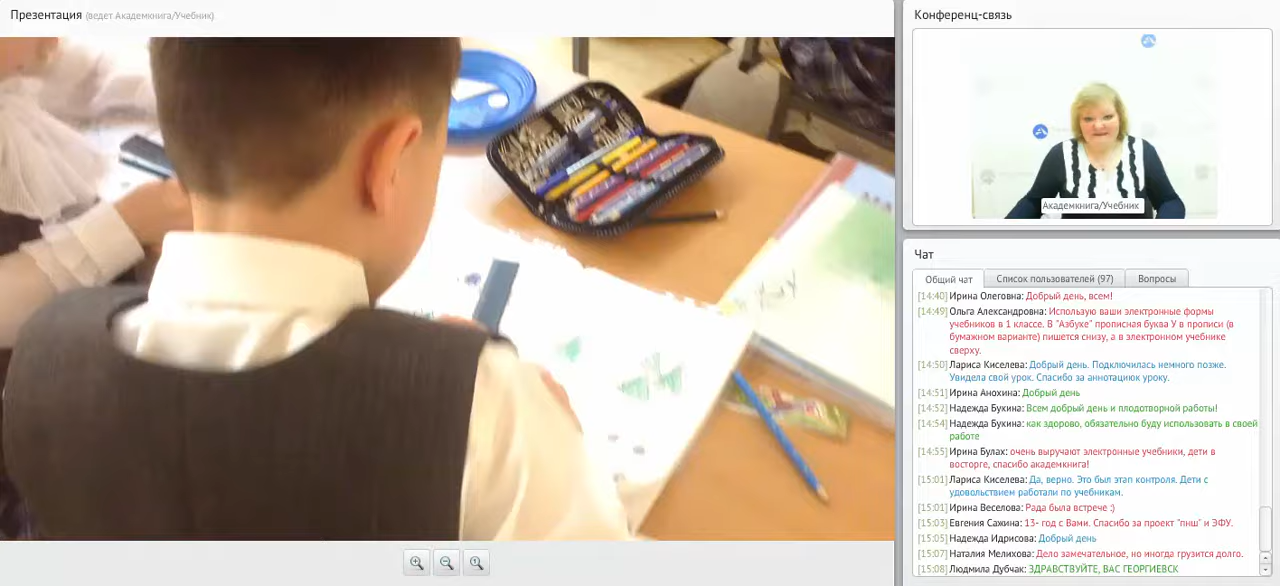 Презентация (ведет Академкнига/Учебник)
Конференц-связь
Академкнига/Учебник
Чат
Общий чат
Список пользователей (97)
Вопросы
[14:40] Ирина Олеговна: Добрый день, всем!
[14:49] Ольга Александровна: Использую ваши электронные формы
учебников в 1 классе. В "Азбуке" прописная буква У в прописи (в
бумажном варианте) пишется снизу, а в электронном учебнике
сверху.
[14:50] Лариса Киселева: Добрый день. Подключилась немного позже.
Увидела свой урок. Спасибо за аннотациюк уроку.
[14:51] Ирина Анохина: Добрый день
[14:52] Надежда Букина: Всем добрый день и плодотворной работы!
[14:54] Надежда Букина: как здорово, обязательно буду использовать в своей
работе
[14:55] Ирина Булах: очень выручают электронные учебники, дети в
восторге, спасибо академкнига!
[15:01] Лариса Киселева: Да, верно. Это был этап контроля. Дети с
удовольствием работали по учебникам.
[15:01] Ирина Веселова: Рада была встрече :)
[15:03] Евгения Сахина: 13- год с Вами. Спасибо за проект "пнш" и ЭФУ.
[15:05] Надежда Идрисова: Добрый день
[15:07] Наталия Мелихова: Дело замечательное, но иногда грузится долго.
[15:08] Людмила Дубчак: ЗДРАВСТВУЙТЕ, ВАС ГЕОРГИЕВСК